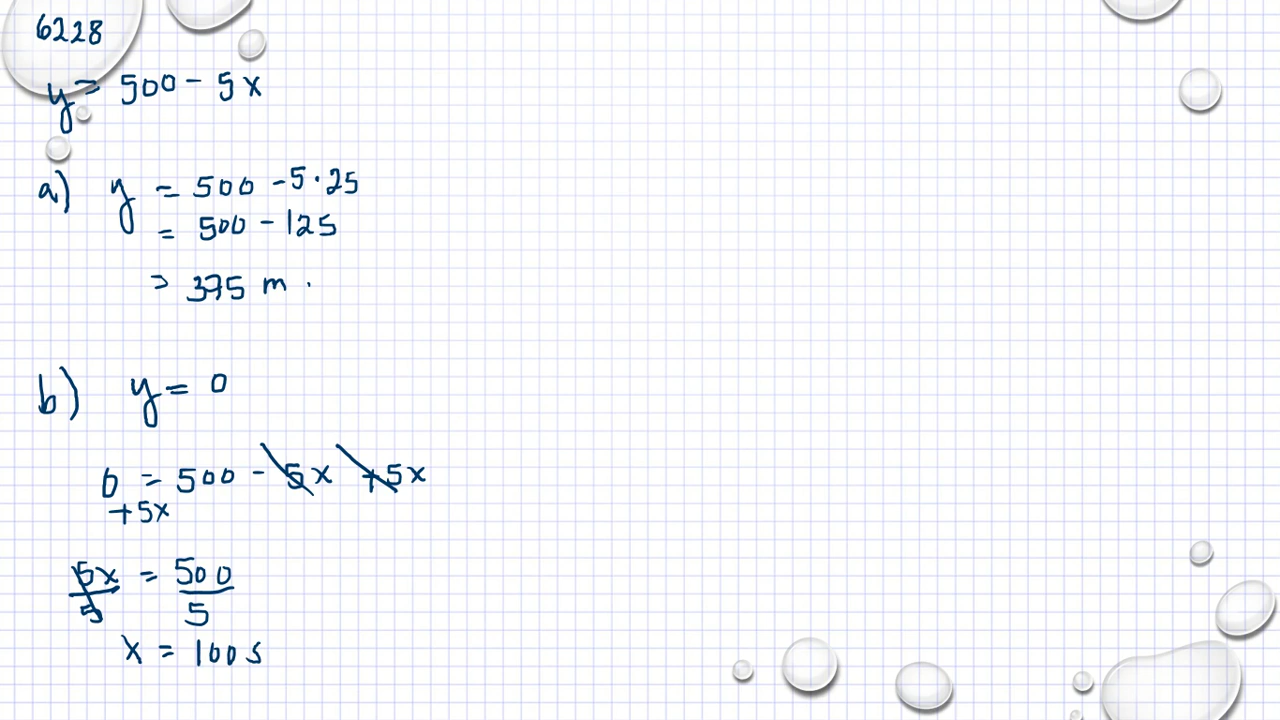 6228
y = 500 - 5x
a) y = 500 - 5 · 25
= 500 - 125
= 375 m.
b) y = 0
0 = 500 - 5x + 5x
+5x
5x/5 = 500/5
x = 100 s